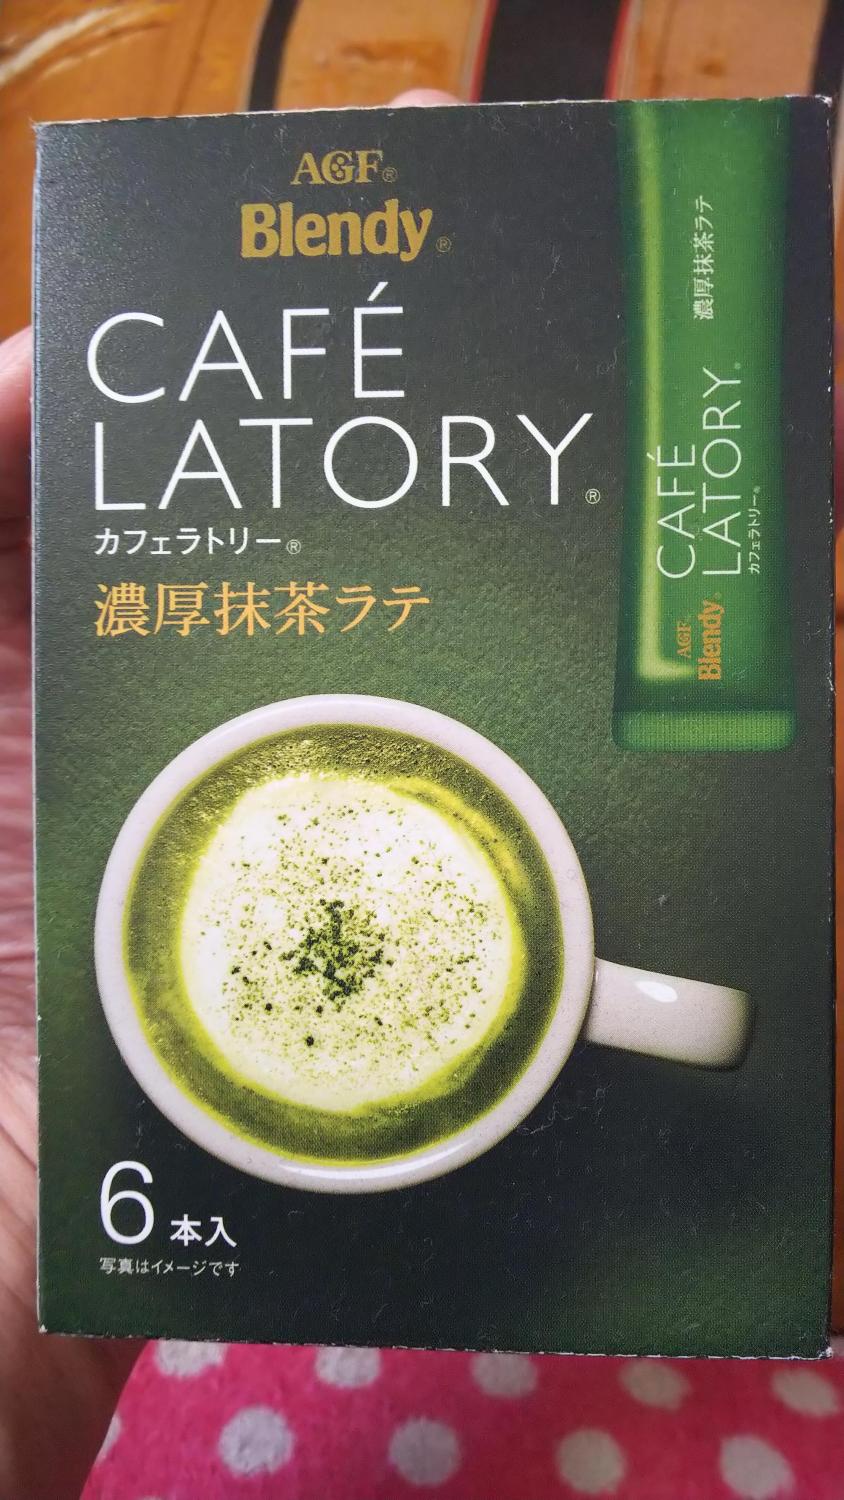 AGF®
Blendy®
CAFÉ
LATORY®
カフェラトリー®
濃厚抹茶ラテ
濃厚抹茶ラテ
CAFÉ
LATORY®
カフェラトリー®
AGF
Blendy®
6本入
写真はイメージです